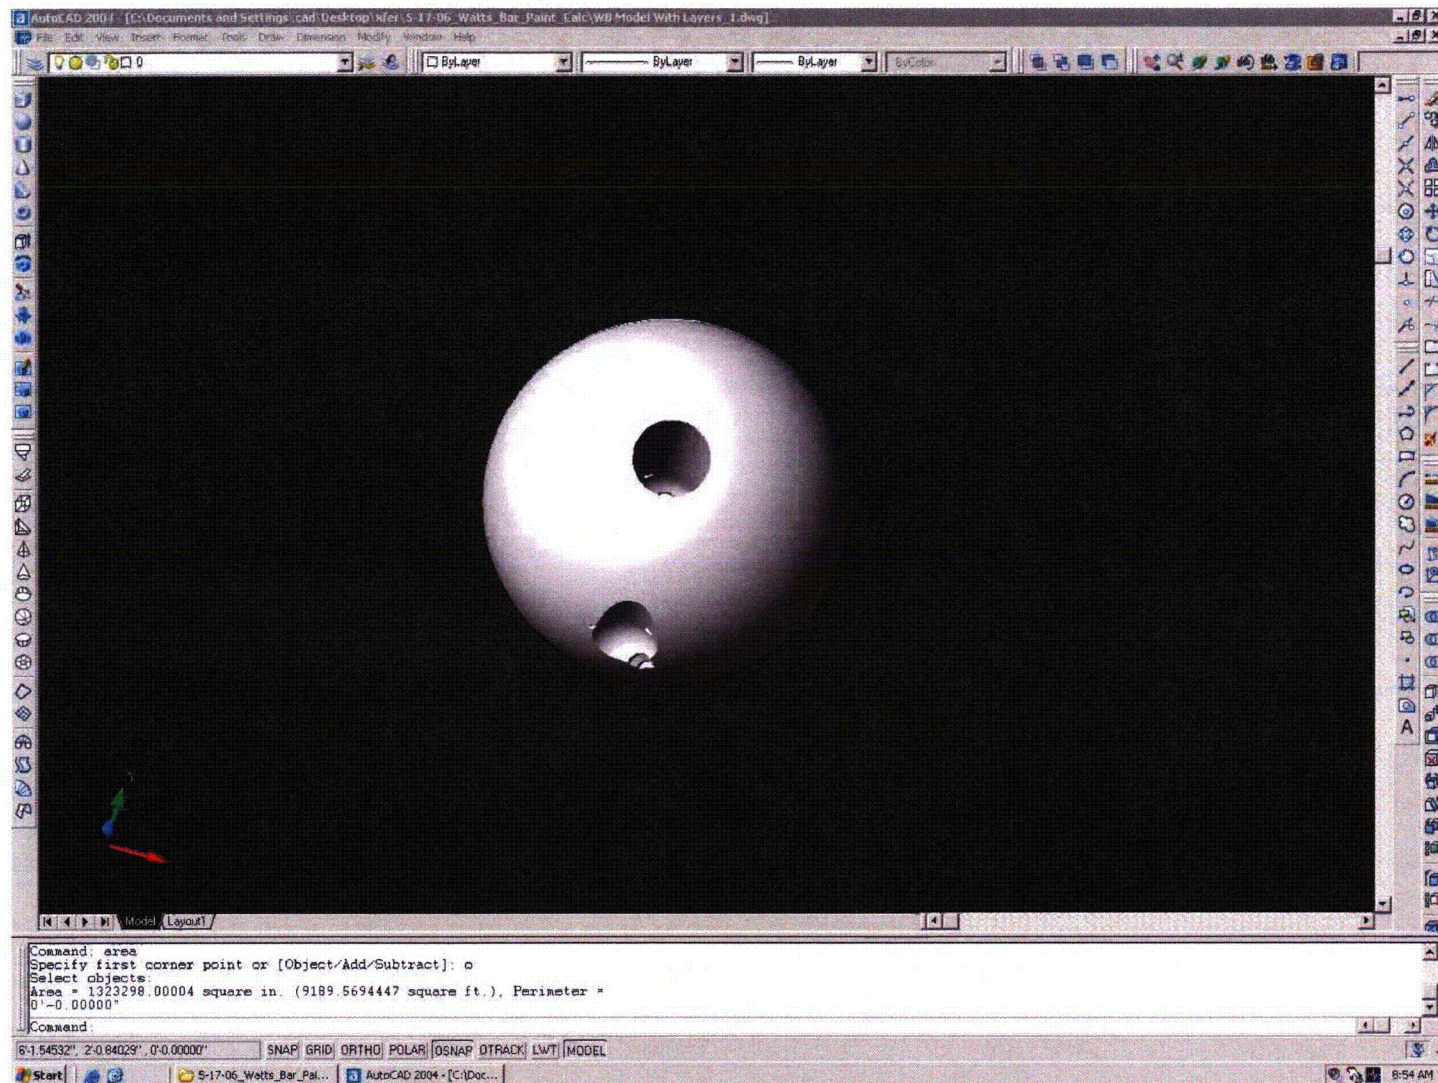 AutoCAD 2004 - [C:\Documents and Settings\cad\Desktop\Kfer\5-17-06_Watts_Bar_Paint_Calc\WB Model With Layers_1.dwg]
File Edit View Insert Format Tools Draw Dimension Modify Window Help
0 ByLayer ByLayer ByLayer ByColor
Model Layout1
Command: area
Specify first corner point or [Object/Add/Subtract]: o
Select objects:
Area = 1323298.00004 square in. (9189.5694447 square ft.), Perimeter =
0'-0.00000"
Command:
6'-1.54532", 2'-0.84029", 0'-0.00000" SNAP GRID ORTHO POLAR OSNAP OTRACK LWT MODEL
Start 5-17-06_Watts_Bar_Pai... AutoCAD 2004 - [C:\Doc... 8:54 AM